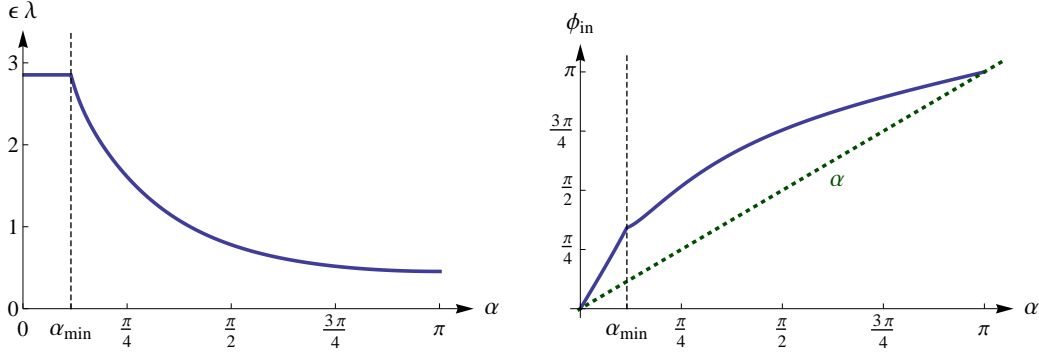 ϵ λ
3
2
1
0
0 α_min π/4 π/2 3π/4 π α
ϕ_in
π
3π/4
π/2
π/4
α
α_min π/4 π/2 3π/4 π α